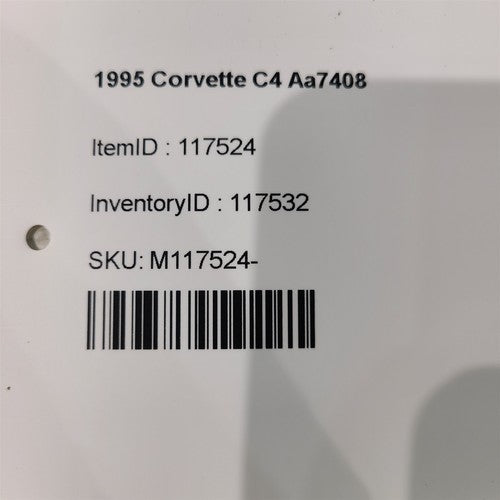 1995 Corvette C4 Aa7408
ItemID : 117524
InventoryID : 117532
SKU: M117524-